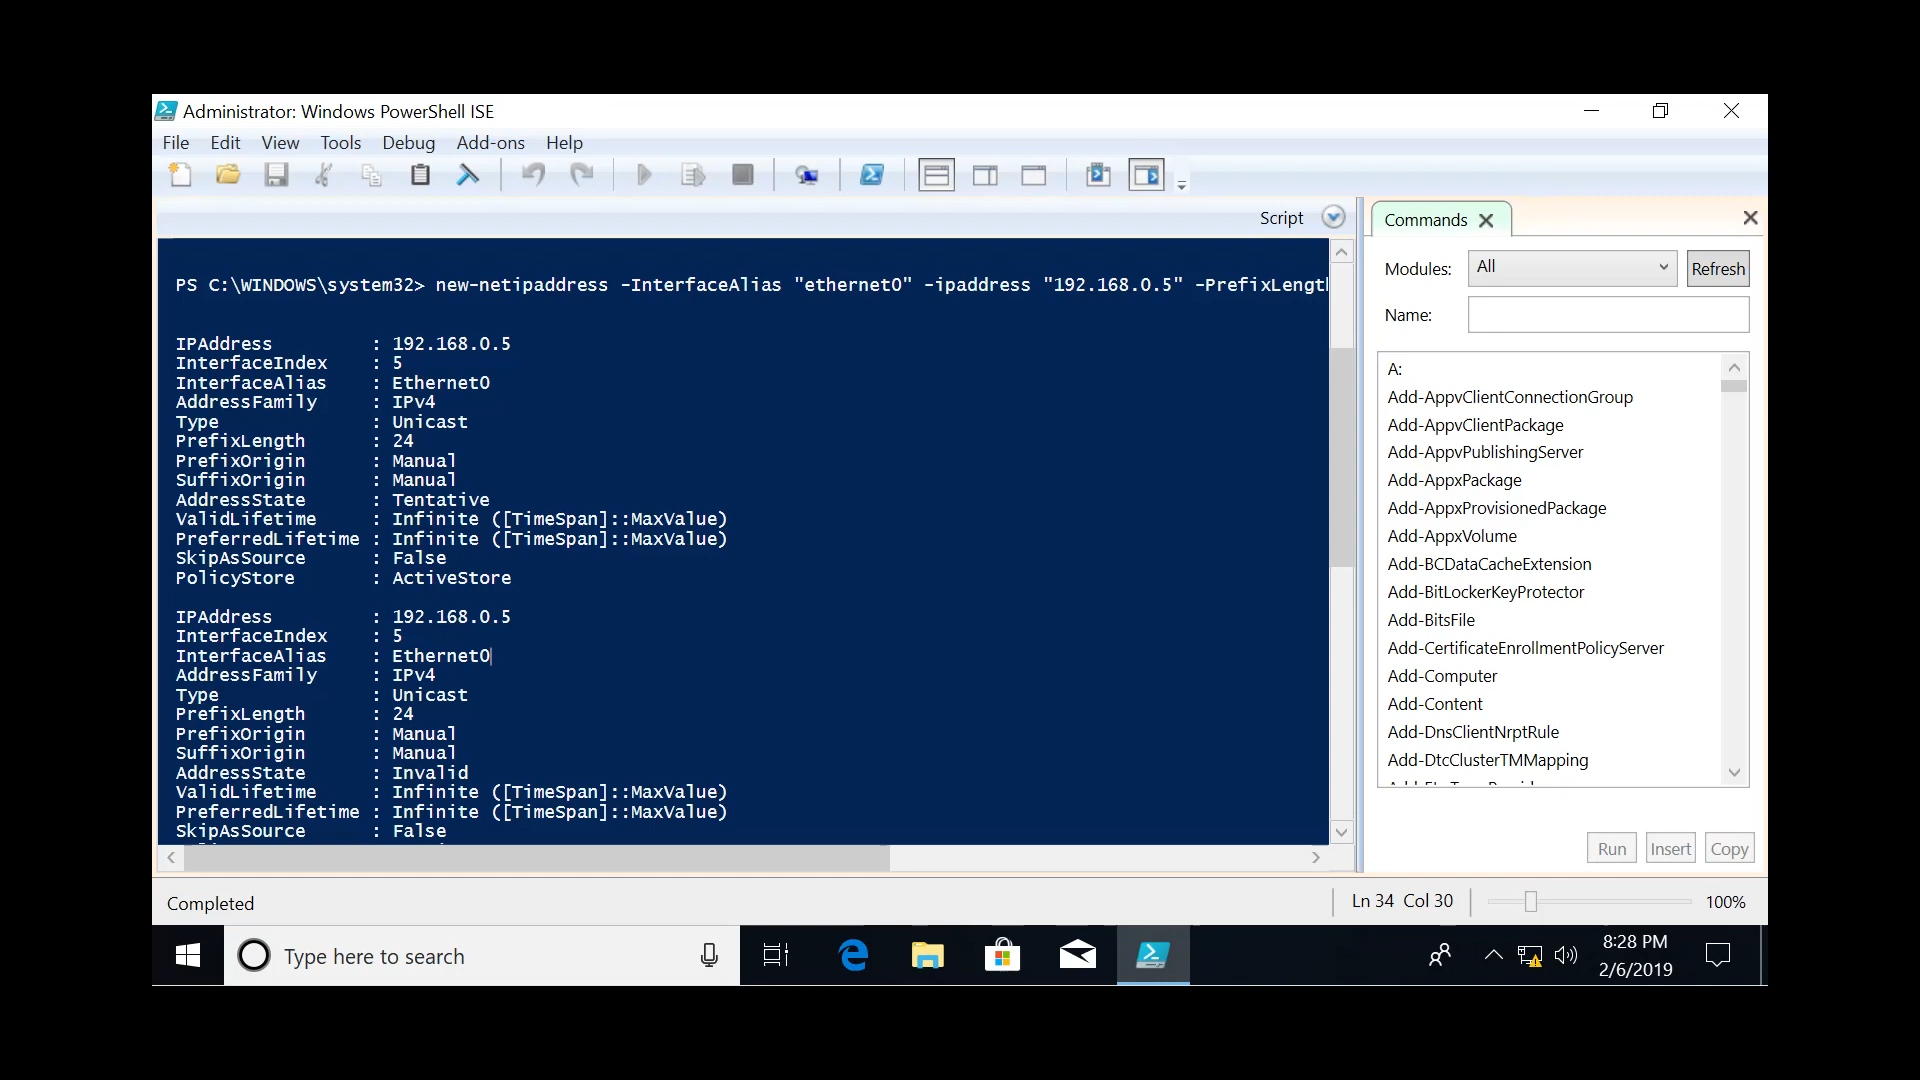 Administrator: Windows PowerShell ISE
File Edit View Tools Debug Add-ons Help
Script
PS C:\WINDOWS\system32> new-netipaddress -InterfaceAlias "ethernet0" -ipaddress "192.168.0.5" -PrefixLengt
IPAddress : 192.168.0.5
InterfaceIndex : 5
InterfaceAlias : Ethernet0
AddressFamily : IPv4
Type : Unicast
PrefixLength : 24
PrefixOrigin : Manual
SuffixOrigin : Manual
AddressState : Tentative
ValidLifetime : Infinite ([TimeSpan]::MaxValue)
PreferredLifetime : Infinite ([TimeSpan]::MaxValue)
SkipAsSource : False
PolicyStore : ActiveStore
IPAddress : 192.168.0.5
InterfaceIndex : 5
InterfaceAlias : Ethernet0
AddressFamily : IPv4
Type : Unicast
PrefixLength : 24
PrefixOrigin : Manual
SuffixOrigin : Manual
AddressState : Invalid
ValidLifetime : Infinite ([TimeSpan]::MaxValue)
PreferredLifetime : Infinite ([TimeSpan]::MaxValue)
SkipAsSource : False
Commands
Modules: All Refresh
Name:
A:
Add-AppvClientConnectionGroup
Add-AppvClientPackage
Add-AppvPublishingServer
Add-AppxPackage
Add-AppxProvisionedPackage
Add-AppxVolume
Add-BCDataCacheExtension
Add-BitLockerKeyProtector
Add-BitsFile
Add-CertificateEnrollmentPolicyServer
Add-Computer
Add-Content
Add-DnsClientNrptRule
Add-DtcClusterTMMapping
Run Insert Copy
Completed
Ln 34 Col 30
100%
Type here to search
8:28 PM
2/6/2019